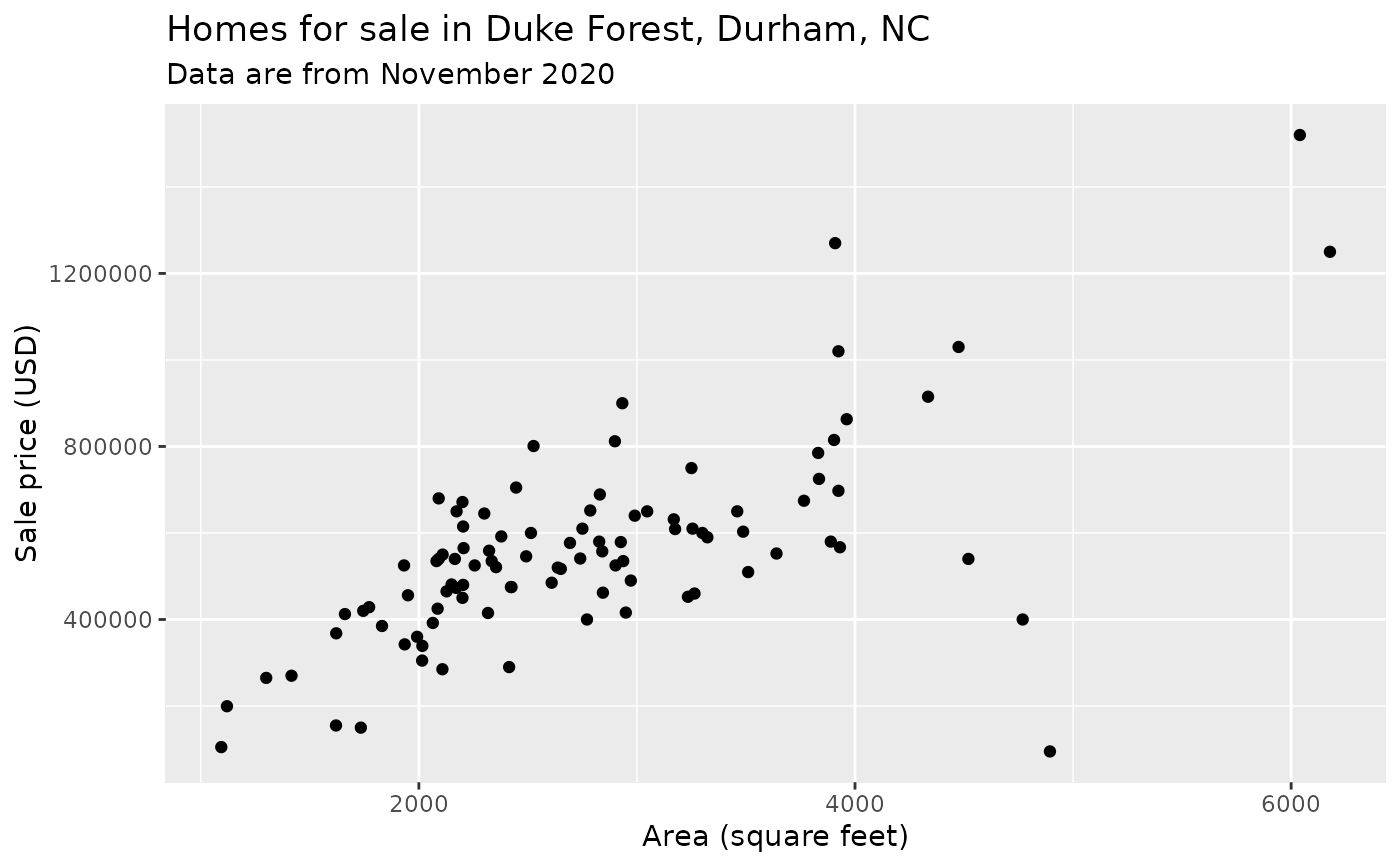 Homes for sale in Duke Forest, Durham, NC
Data are from November 2020
Sale price (USD)
1200000
800000
400000
2000
4000
6000
Area (square feet)